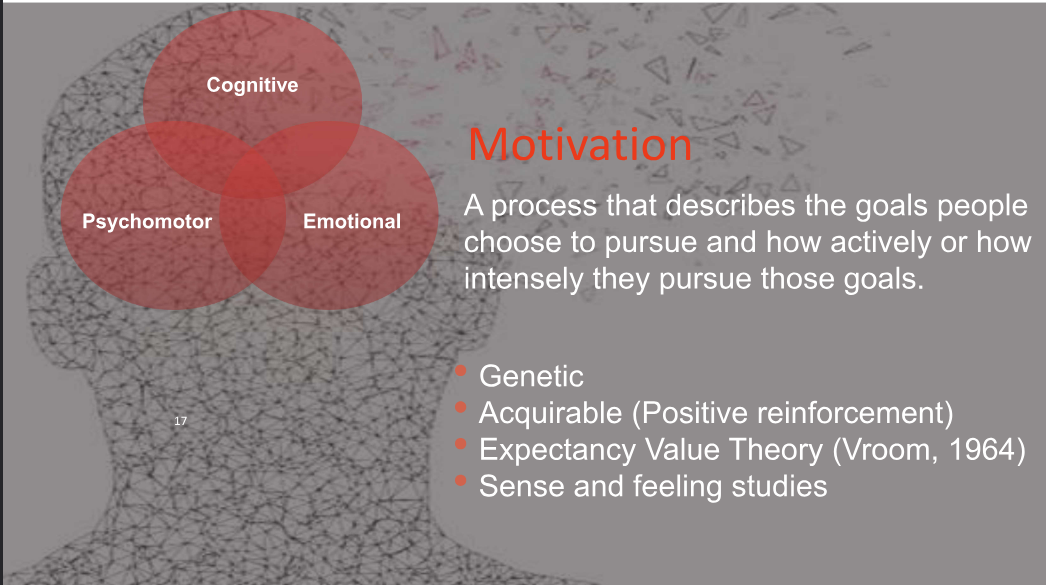 Cognitive
Psychomotor
Emotional
Motivation
A process that describes the goals people
choose to pursue and how actively or how
intensely they pursue those goals.
• Genetic
• Acquirable (Positive reinforcement)
• Expectancy Value Theory (Vroom, 1964)
• Sense and feeling studies
17